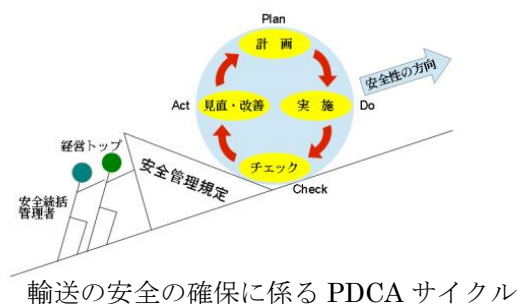 Plan
計 画
安全性の方向
Act
見直・改善
実 施
Do
経営トップ
チェック
安全管理規定
Check
安全統括
管理者
輸送の安全の確保に係る PDCA サイクル